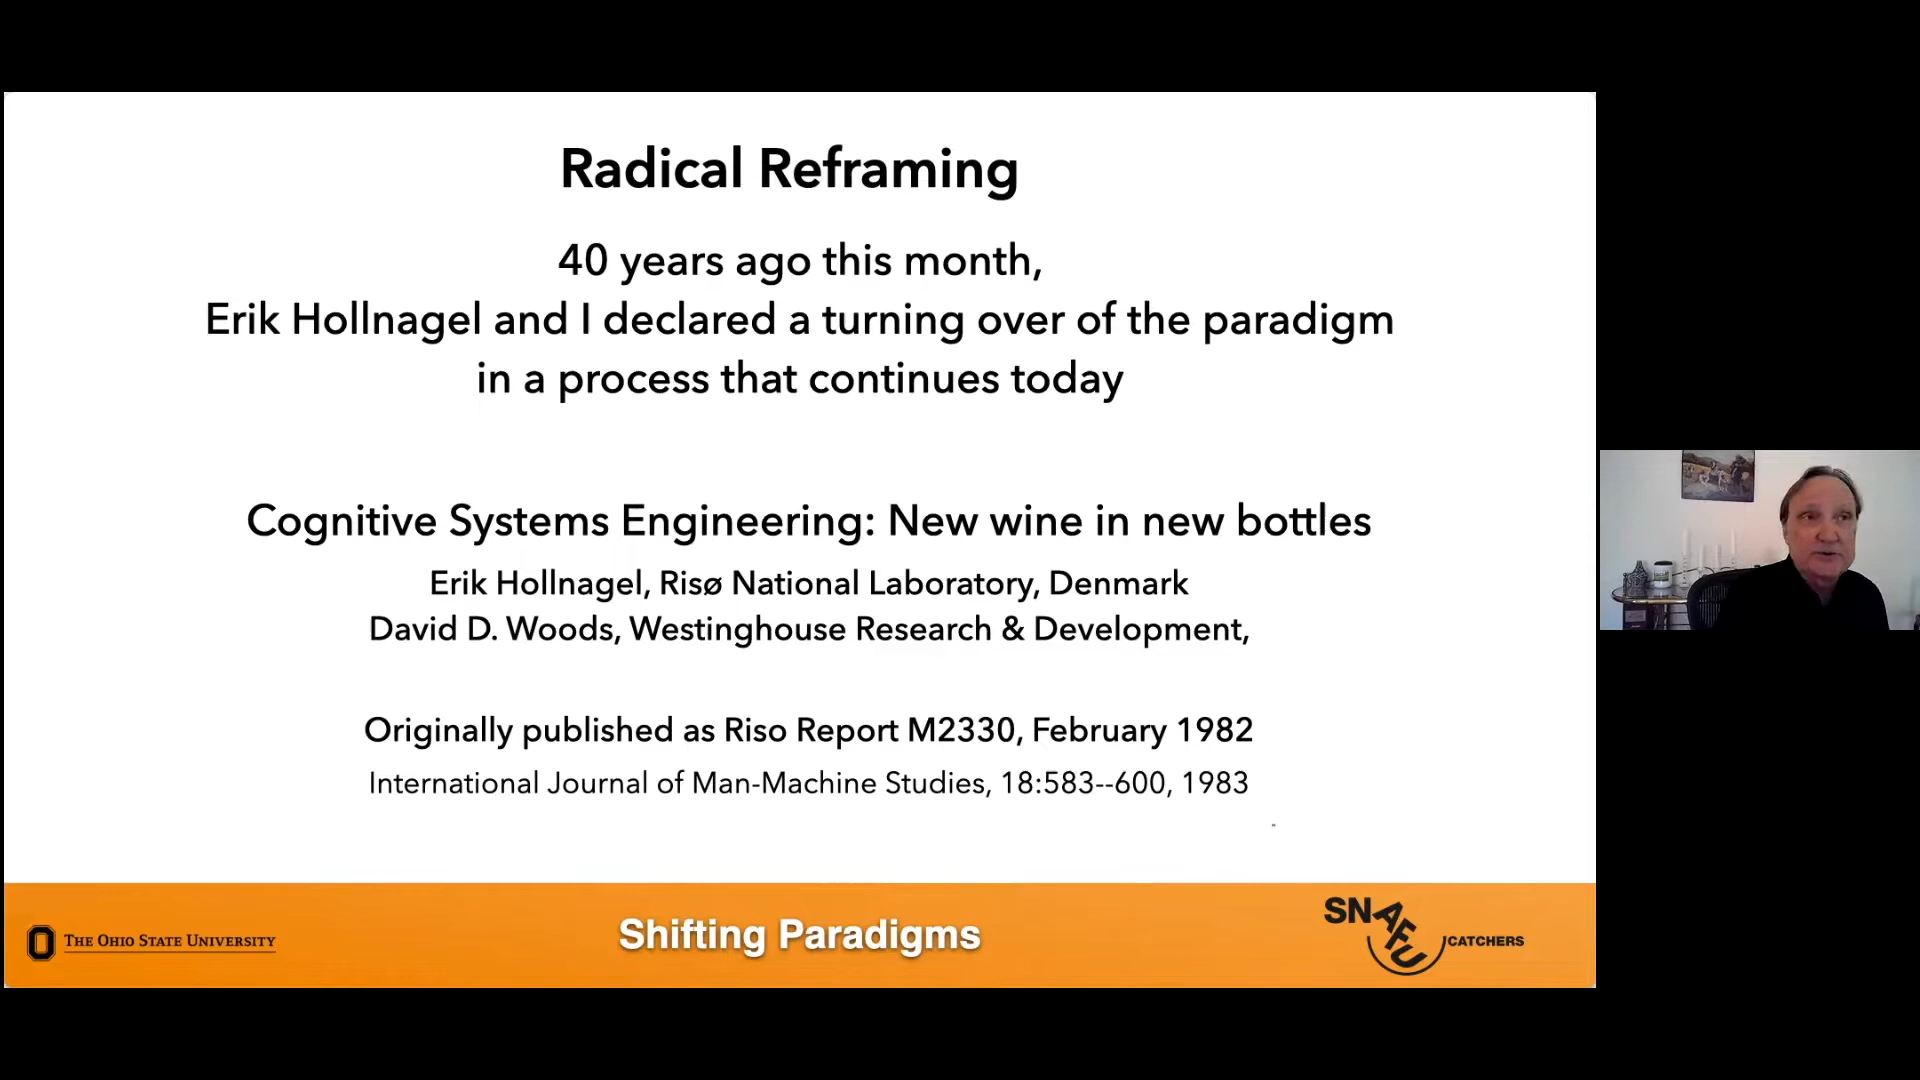 Radical Reframing
40 years ago this month,
Erik Hollnagel and I declared a turning over of the paradigm
in a process that continues today
Cognitive Systems Engineering: New wine in new bottles
Erik Hollnagel, Risø National Laboratory, Denmark
David D. Woods, Westinghouse Research & Development,
Originally published as Riso Report M2330, February 1982
International Journal of Man-Machine Studies, 18:583--600, 1983
THE OHIO STATE UNIVERSITY
Shifting Paradigms
SNAFU CATCHERS